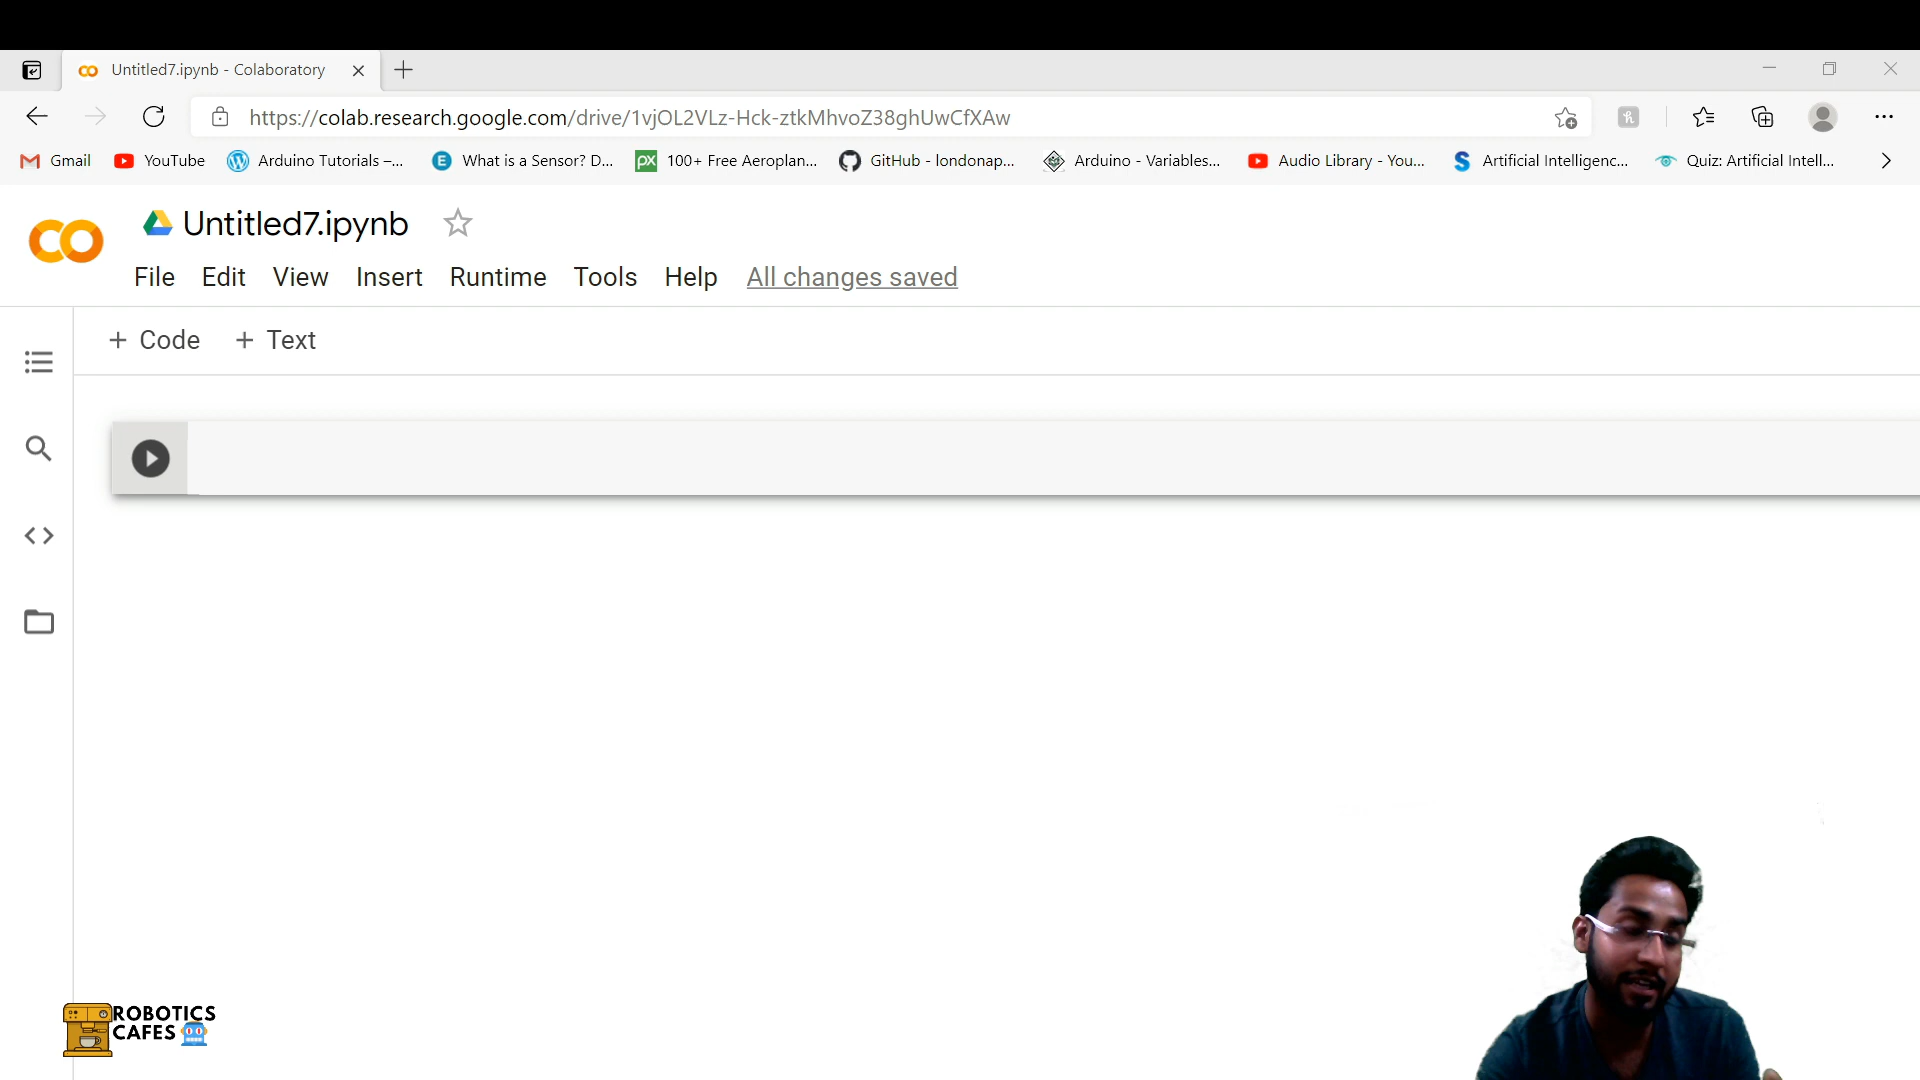 Untitled7.ipynb - Colaboratory
https://colab.research.google.com/drive/1vjOL2VLz-Hck-ztkMhvoZ38ghUwCfXAw
Gmail YouTube Arduino Tutorials –... What is a Sensor? D... 100+ Free Aeroplan... GitHub - londonap... Arduino - Variables... Audio Library - You... Artificial Intelligenc... Quiz: Artificial Intell...
Untitled7.ipynb
File Edit View Insert Runtime Tools Help All changes saved
+ Code + Text
ROBOTICS
CAFES